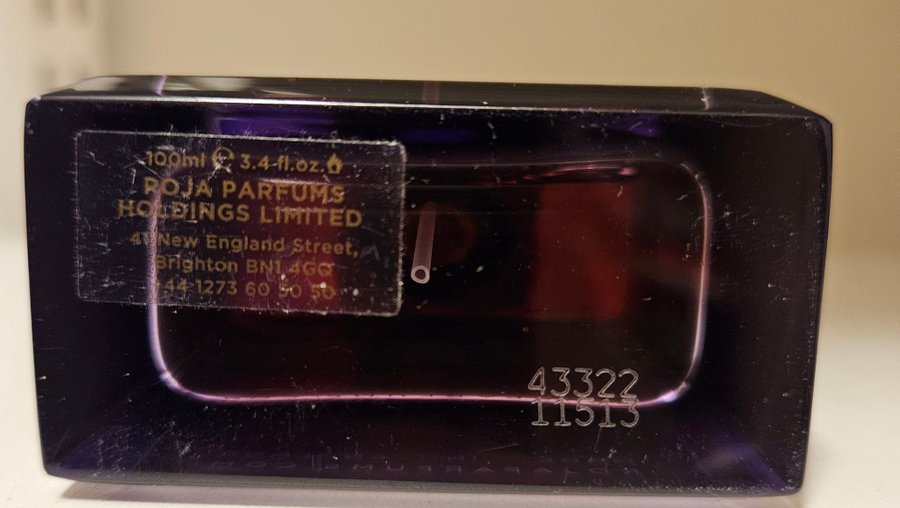 100ml ℮ 3.4 fl.oz.
ROJA PARFUMS
HOLDINGS LIMITED
41 New England Street,
Brighton BN1 4GQ
+44 1273 60 50 50
43322
11513